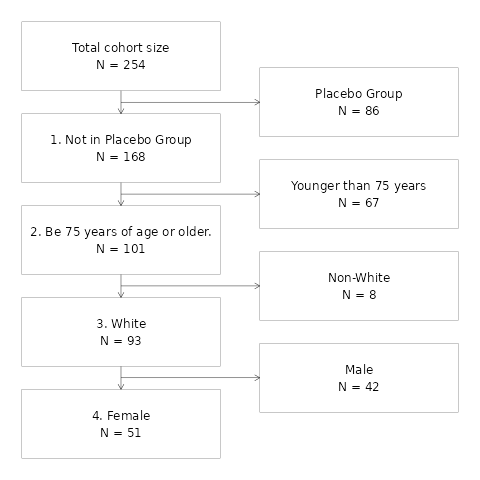 Total cohort size
N = 254
Placebo Group
N = 86
1. Not in Placebo Group
N = 168
Younger than 75 years
N = 67
2. Be 75 years of age or older.
N = 101
Non-White
N = 8
3. White
N = 93
Male
N = 42
4. Female
N = 51